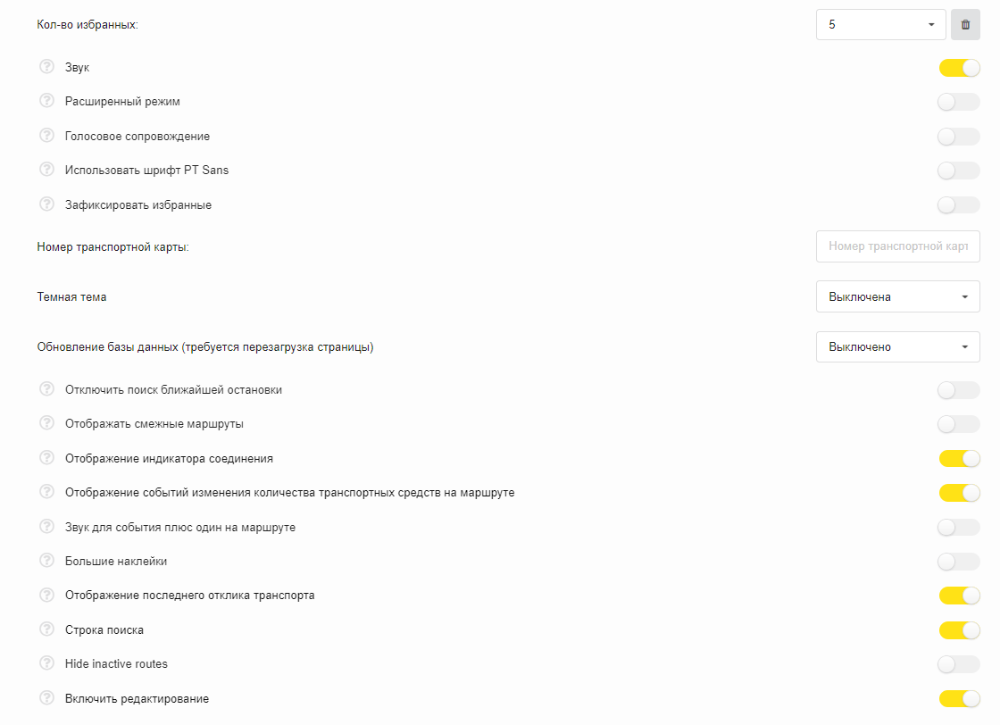 Кол-во избранных:
5
Звук
Расширенный режим
Голосовое сопровождение
Использовать шрифт PT Sans
Зафиксировать избранные
Номер транспортной карты:
Номер транспортной карт
Темная тема
Выключена
Обновление базы данных (требуется перезагрузка страницы)
Выключено
Отключить поиск ближайшей остановки
Отображать смежные маршруты
Отображение индикатора соединения
Отображение событий изменения количества транспортных средств на маршруте
Звук для события плюс один на маршруте
Большие наклейки
Отображение последнего отклика транспорта
Строка поиска
Hide inactive routes
Включить редактирование